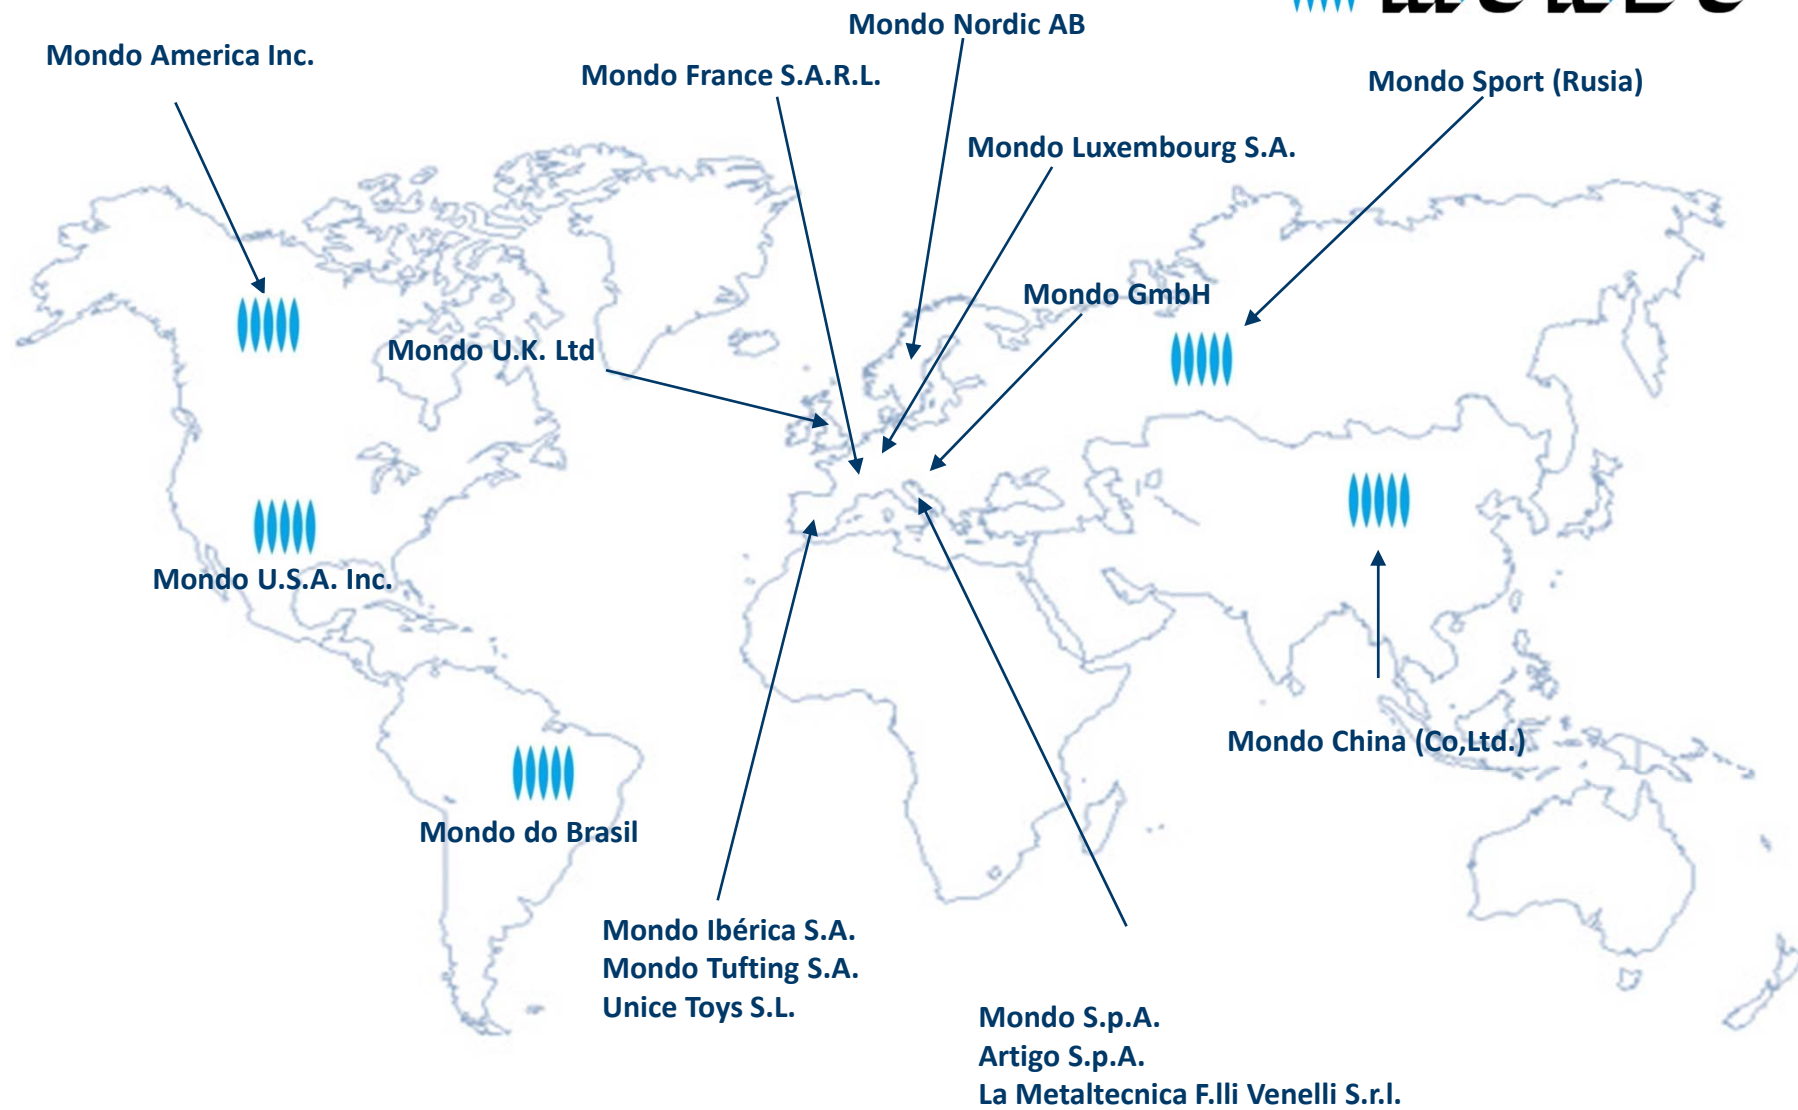 Mondo Nordic AB
Mondo America Inc.
Mondo France S.A.R.L.
Mondo Sport (Rusia)
Mondo Luxembourg S.A.
Mondo GmbH
Mondo U.K. Ltd
Mondo U.S.A. Inc.
Mondo China (Co,Ltd.)
Mondo do Brasil
Mondo Ibérica S.A.
Mondo Tufting S.A.
Unice Toys S.L.
Mondo S.p.A.
Artigo S.p.A.
La Metaltecnica F.lli Venelli S.r.l.